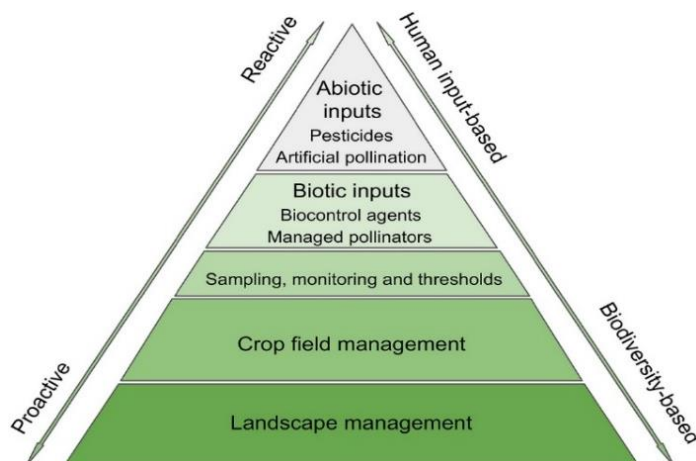 Reactive
Human input-based
Abiotic
inputs
Pesticides
Artificial pollination
Biotic inputs
Biocontrol agents
Managed pollinators
Sampling, monitoring and thresholds
Crop field management
Landscape management
Proactive
Biodiversity-based